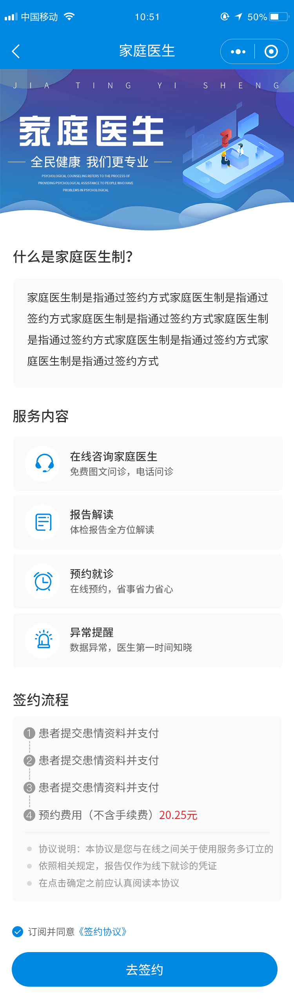 中国移动 10:51 50%
家庭医生
JIA TING YI SHENG
家庭医生
全民健康 我们更专业
PSYCHOLOGICAL COUNSELING REFERS TO THE PROCESS OF
PROVIDING PSYCHOLOGICAL ASSISTANCE TO PEOPLE WHO HAVE
PROBLEMS IN PSYCHOLOGICAL
?
什么是家庭医生制？
家庭医生制是指通过签约方式家庭医生制是指通过
签约方式家庭医生制是指通过签约方式家庭医生制
是指通过签约方式家庭医生制是指通过签约方式家
庭医生制是指通过签约方式
服务内容
在线咨询家庭医生
免费图文问诊，电话问诊
报告解读
体检报告全方位解读
预约就诊
在线预约，省事省力省心
异常提醒
数据异常，医生第一时间知晓
签约流程
1 患者提交患情资料并支付
2 患者提交患情资料并支付
3 患者提交患情资料并支付
4 预约费用（不含手续费）20.25元
协议说明：本协议是您与在线之间关于使用服务多订立的
依照相关规定，报告仅作为线下就诊的凭证
在点击确定之前应认真阅读本协议
订阅并同意《签约协议》
去签约